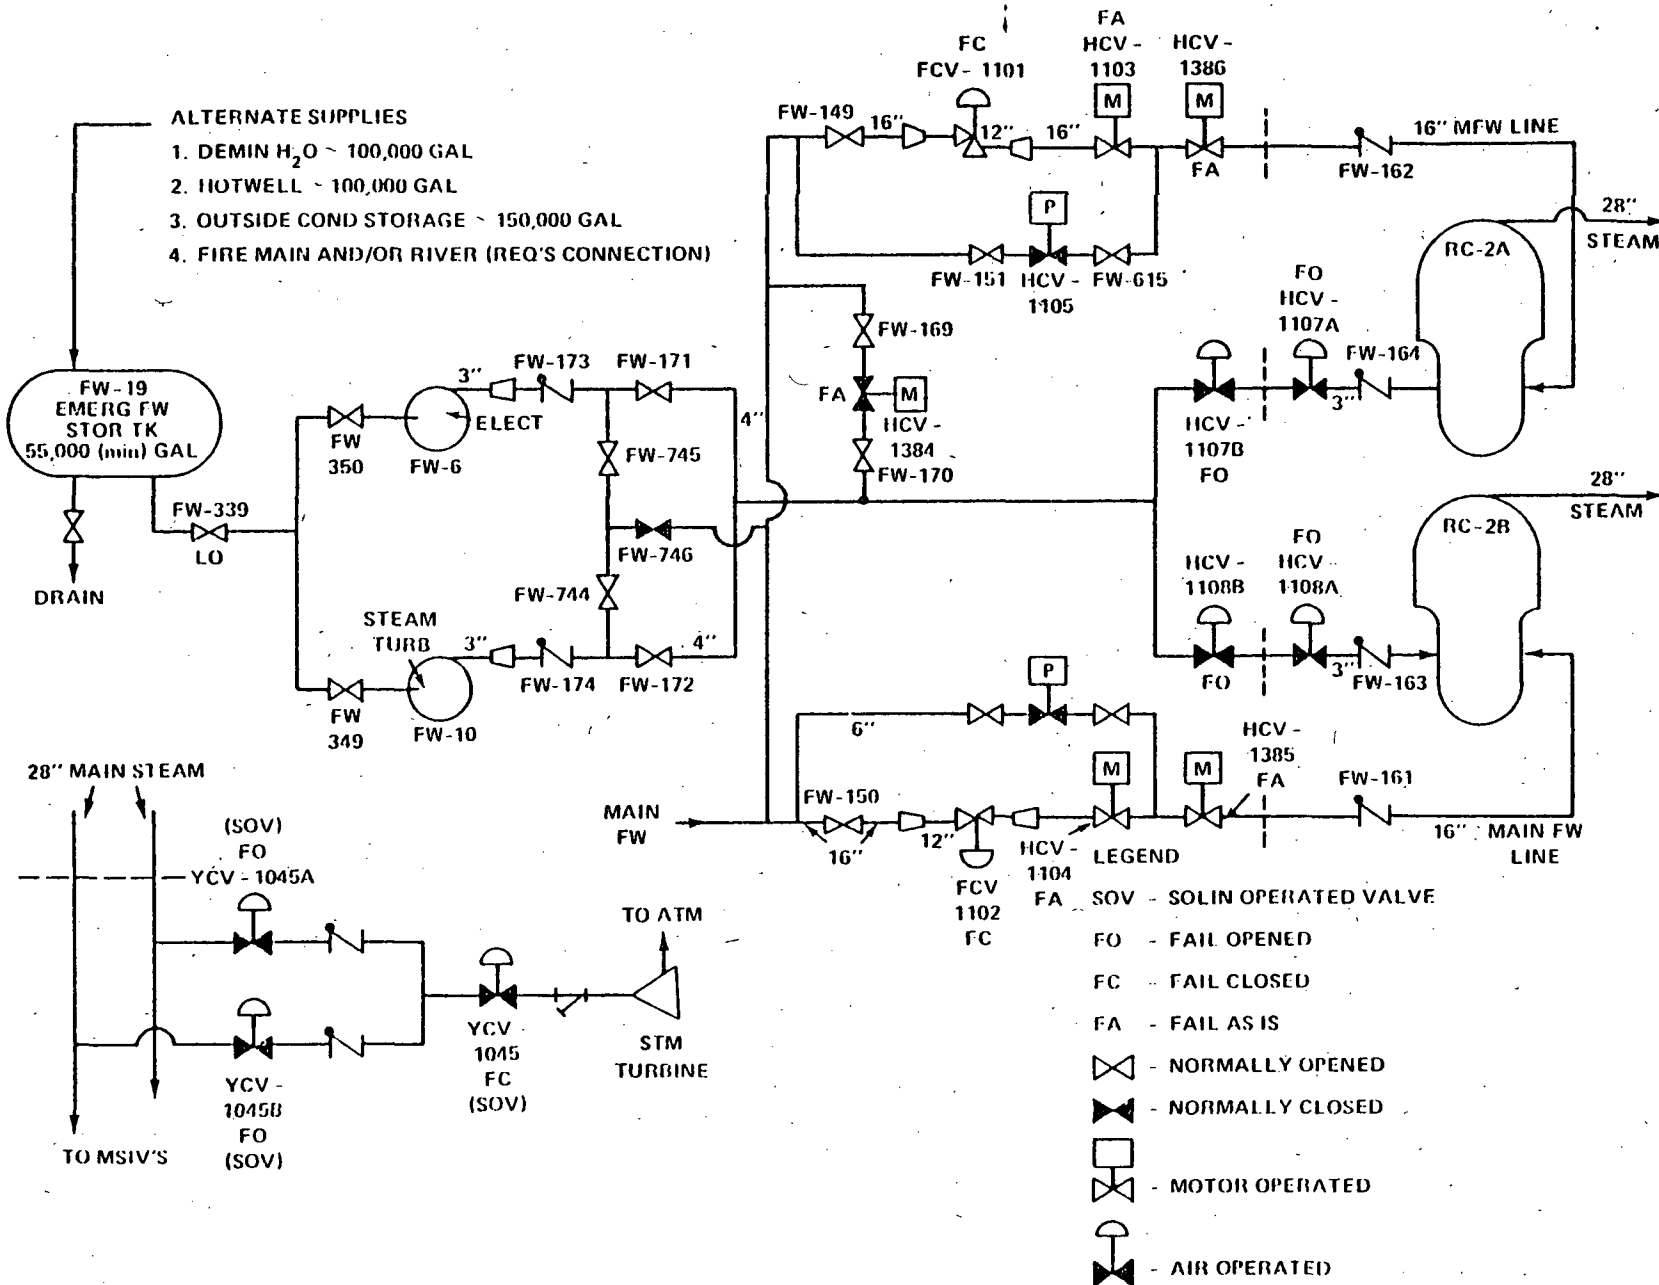 ALTERNATE SUPPLIES
1. DEMIN H2O ~ 100,000 GAL
2. HOTWELL ~ 100,000 GAL
3. OUTSIDE COND STORAGE ~ 150,000 GAL
4. FIRE MAIN AND/OR RIVER (REQ'S CONNECTION)
FW-19
EMERG FW
STOR TK
55,000 (min) GAL
DRAIN
FW-339
LO
FW
350
3"
FW-6
ELECT
FW-173
FW-171
4"
FW-745
FW-746
FW-744
STEAM
TURB
3"
FW-174
FW-172
4"
FW
349
FW-10
FW-149
16"
FC
FCV - 1101
12"
16"
FA
HCV -
1103
M
HCV -
1386
M
FA
FW-162
16" MFW LINE
P
FW-151
HCV -
1105
FW-615
FW-169
FA
M
HCV -
1384
FW-170
28"
STEAM
RC-2A
FO
HCV -
1107A
FW-164
3"
HCV -
1107B
FO
28"
STEAM
RC-2B
HCV -
1108B
FO
FO
HCV -
1108A
3"
FW-163
P
6"
MAIN
FW
FW-150
16"
12"
FCV
1102
FC
M
HCV -
1104
FA
M
HCV -
1385
FA
FW-161
16" MAIN FW
LINE
28" MAIN STEAM
(SOV)
FO
YCV - 1045A
YCV -
1045B
FO
(SOV)
TO MSIV'S
YCV -
1045
FC
(SOV)
TO ATM
STM
TURBINE
LEGEND
SOV - SOLIN OPERATED VALVE
FO - FAIL OPENED
FC - FAIL CLOSED
FA - FAIL AS IS
- NORMALLY OPENED
- NORMALLY CLOSED
- MOTOR OPERATED
- AIR OPERATED